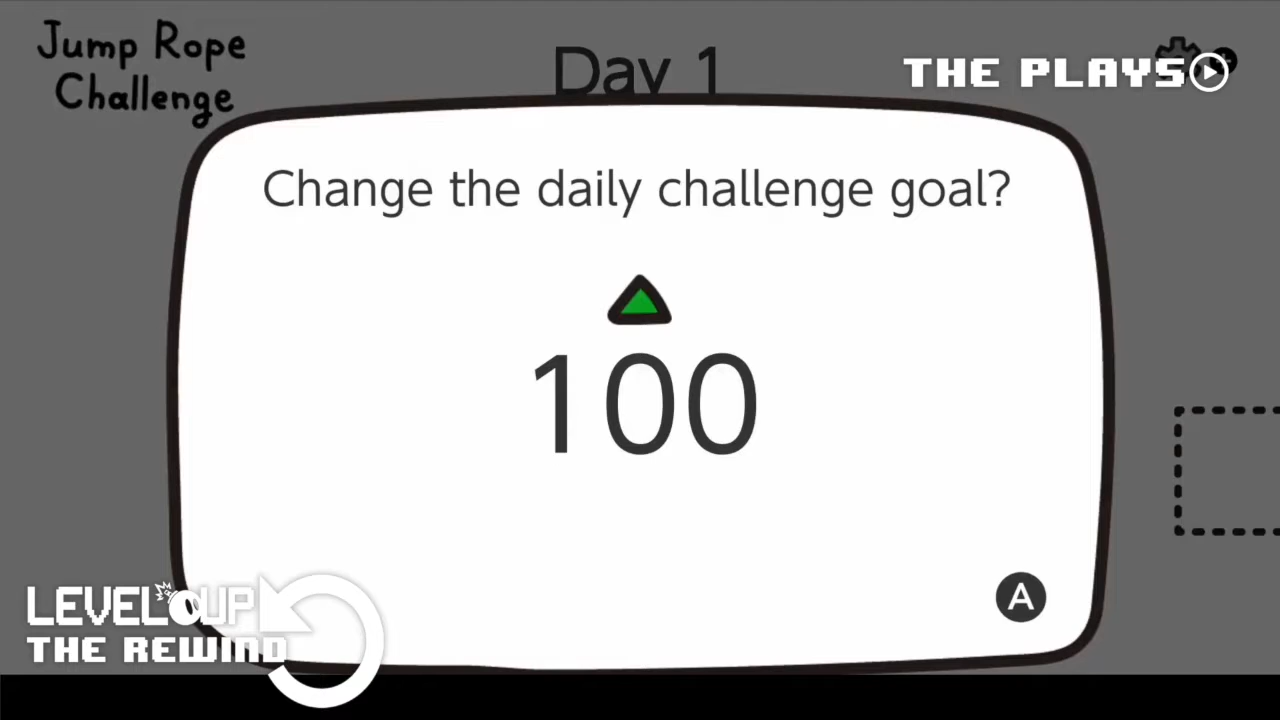 Jump Rope
Challenge
Day 1
THE PLAYS
Change the daily challenge goal?
100
A
LEVEL UP
THE REWIND